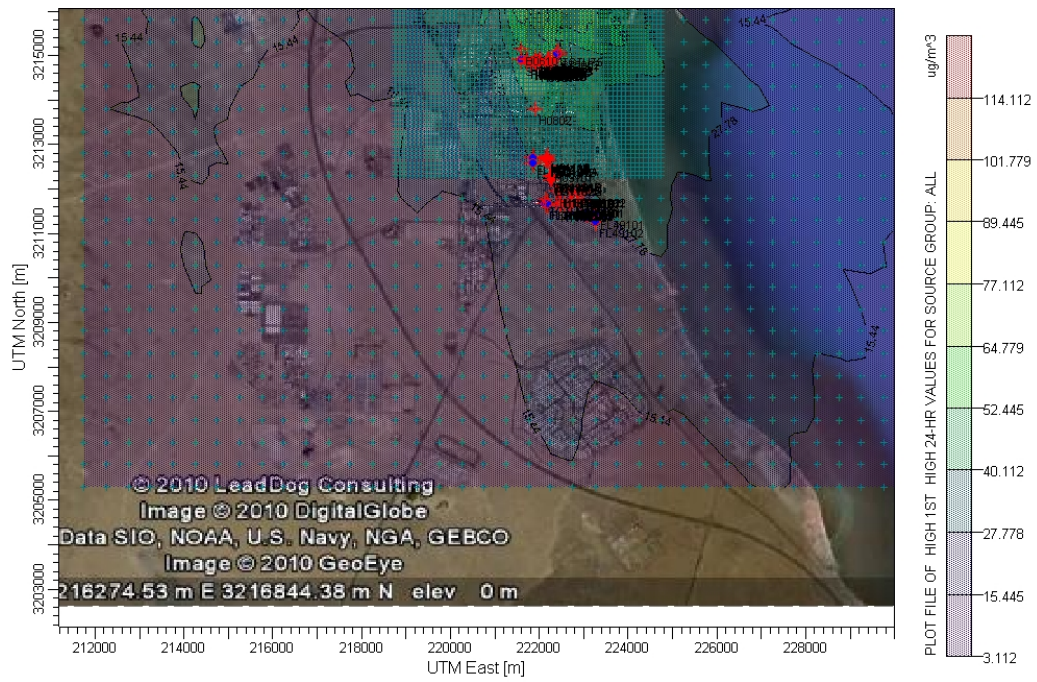 UTM North [m]
3215000
3213000
3211000
3209000
3207000
3205000
3203000
15.44
15.44
15.44
15.44
27.78
H0802
27.78
FL49101
FL49102
15.44
15.44
15.44
© 2010 LeadDog Consulting
Image © 2010 DigitalGlobe
Data SIO, NOAA, U.S. Navy, NGA, GEBCO
Image © 2010 GeoEye
216274.53 m E 3216844.38 m N elev 0 m
212000 214000 216000 218000 220000 222000 224000 226000 228000
UTM East [m]
PLOT FILE OF HIGH 1ST HIGH 24-HR VALUES FOR SOURCE GROUP: ALL
ug/m^3
114.112
101.779
89.445
77.112
64.779
52.445
40.112
27.778
15.445
3.112